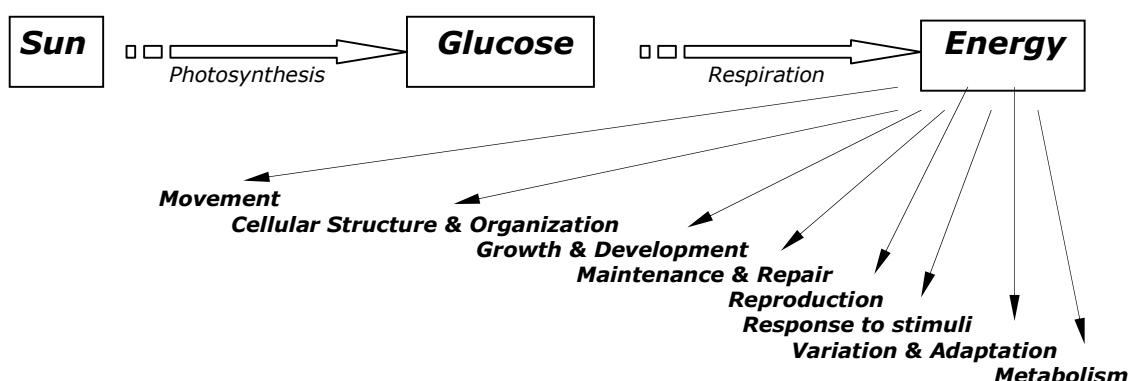 Sun
Glucose
Energy
Photosynthesis
Respiration
Movement
Cellular Structure & Organization
Growth & Development
Maintenance & Repair
Reproduction
Response to stimuli
Variation & Adaptation
Metabolism